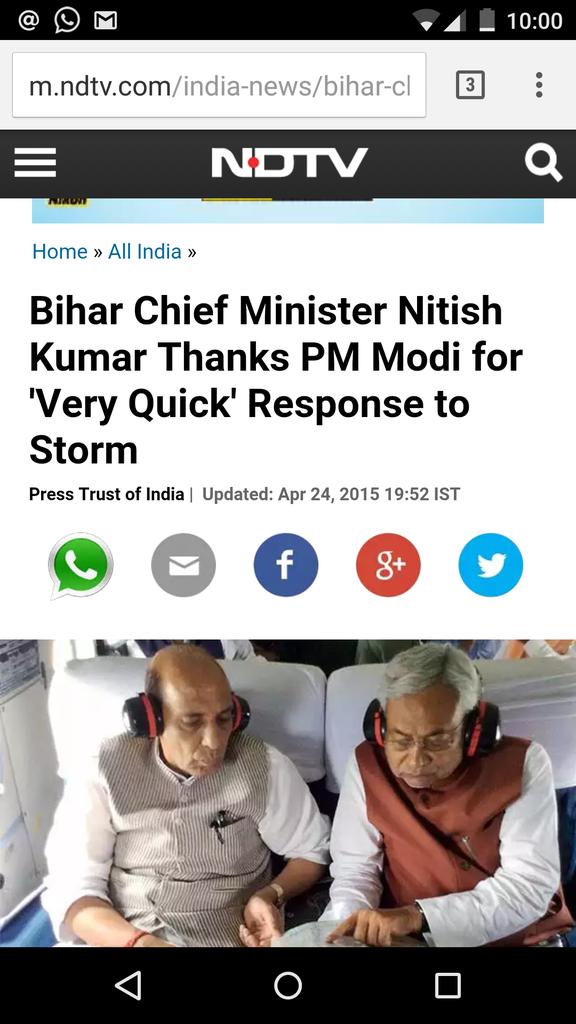 10:00
m.ndtv.com/india-news/bihar-cl
3
NDTV
Home » All India »
Bihar Chief Minister Nitish
Kumar Thanks PM Modi for
'Very Quick' Response to
Storm
Press Trust of India | Updated: Apr 24, 2015 19:52 IST